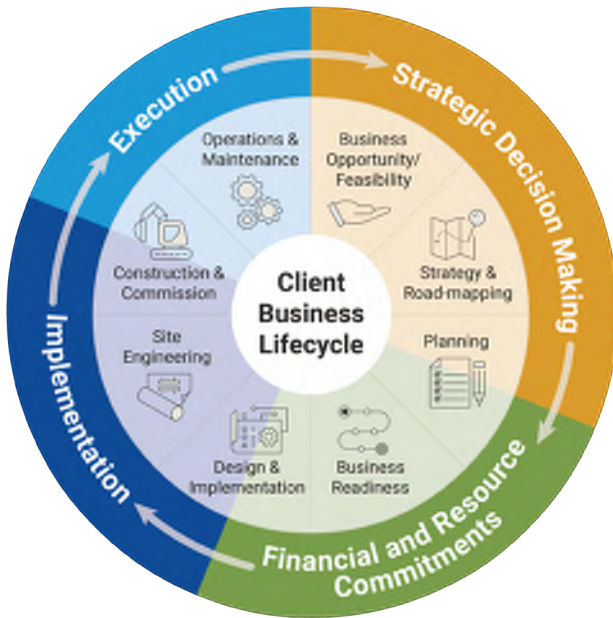 Execution
Strategic Decision Making
Operations &
Maintenance
Business
Opportunity/
Feasibility
Construction &
Commission
Client
Business
Lifecycle
Strategy &
Road-mapping
Site
Engineering
Planning
Implementation
Design &
Implementation
Business
Readiness
Financial and Resource
Commitments